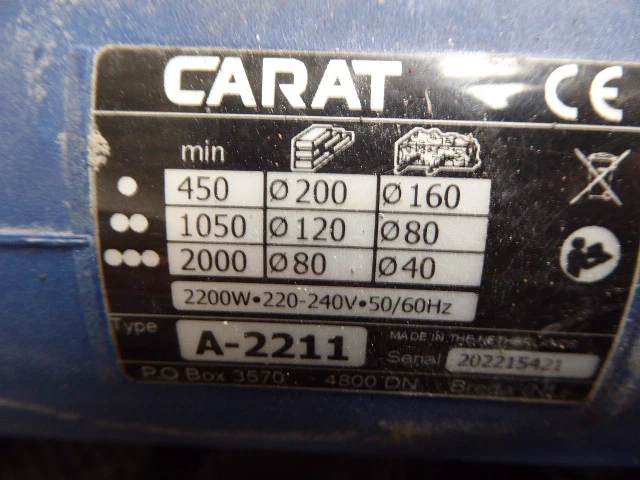 CARAT CE
min
450 Ø200 Ø160
1050 Ø120 Ø80
2000 Ø80 Ø40
2200W•220-240V•50/60Hz
Type A-2211
MADE IN THE NETHERLANDS
Serial 202215421
P.O Box 3570 4800 DN Breda